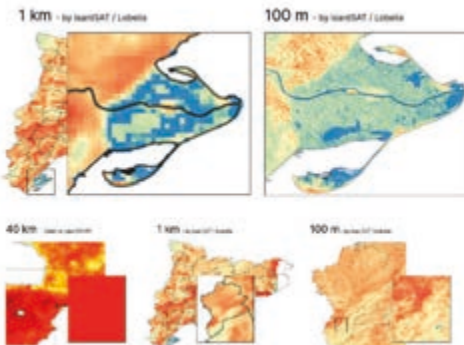 1 km - by isardSAT / Lobelia
100 m - by isardSAT / Lobelia
40 km
1 km
100 m